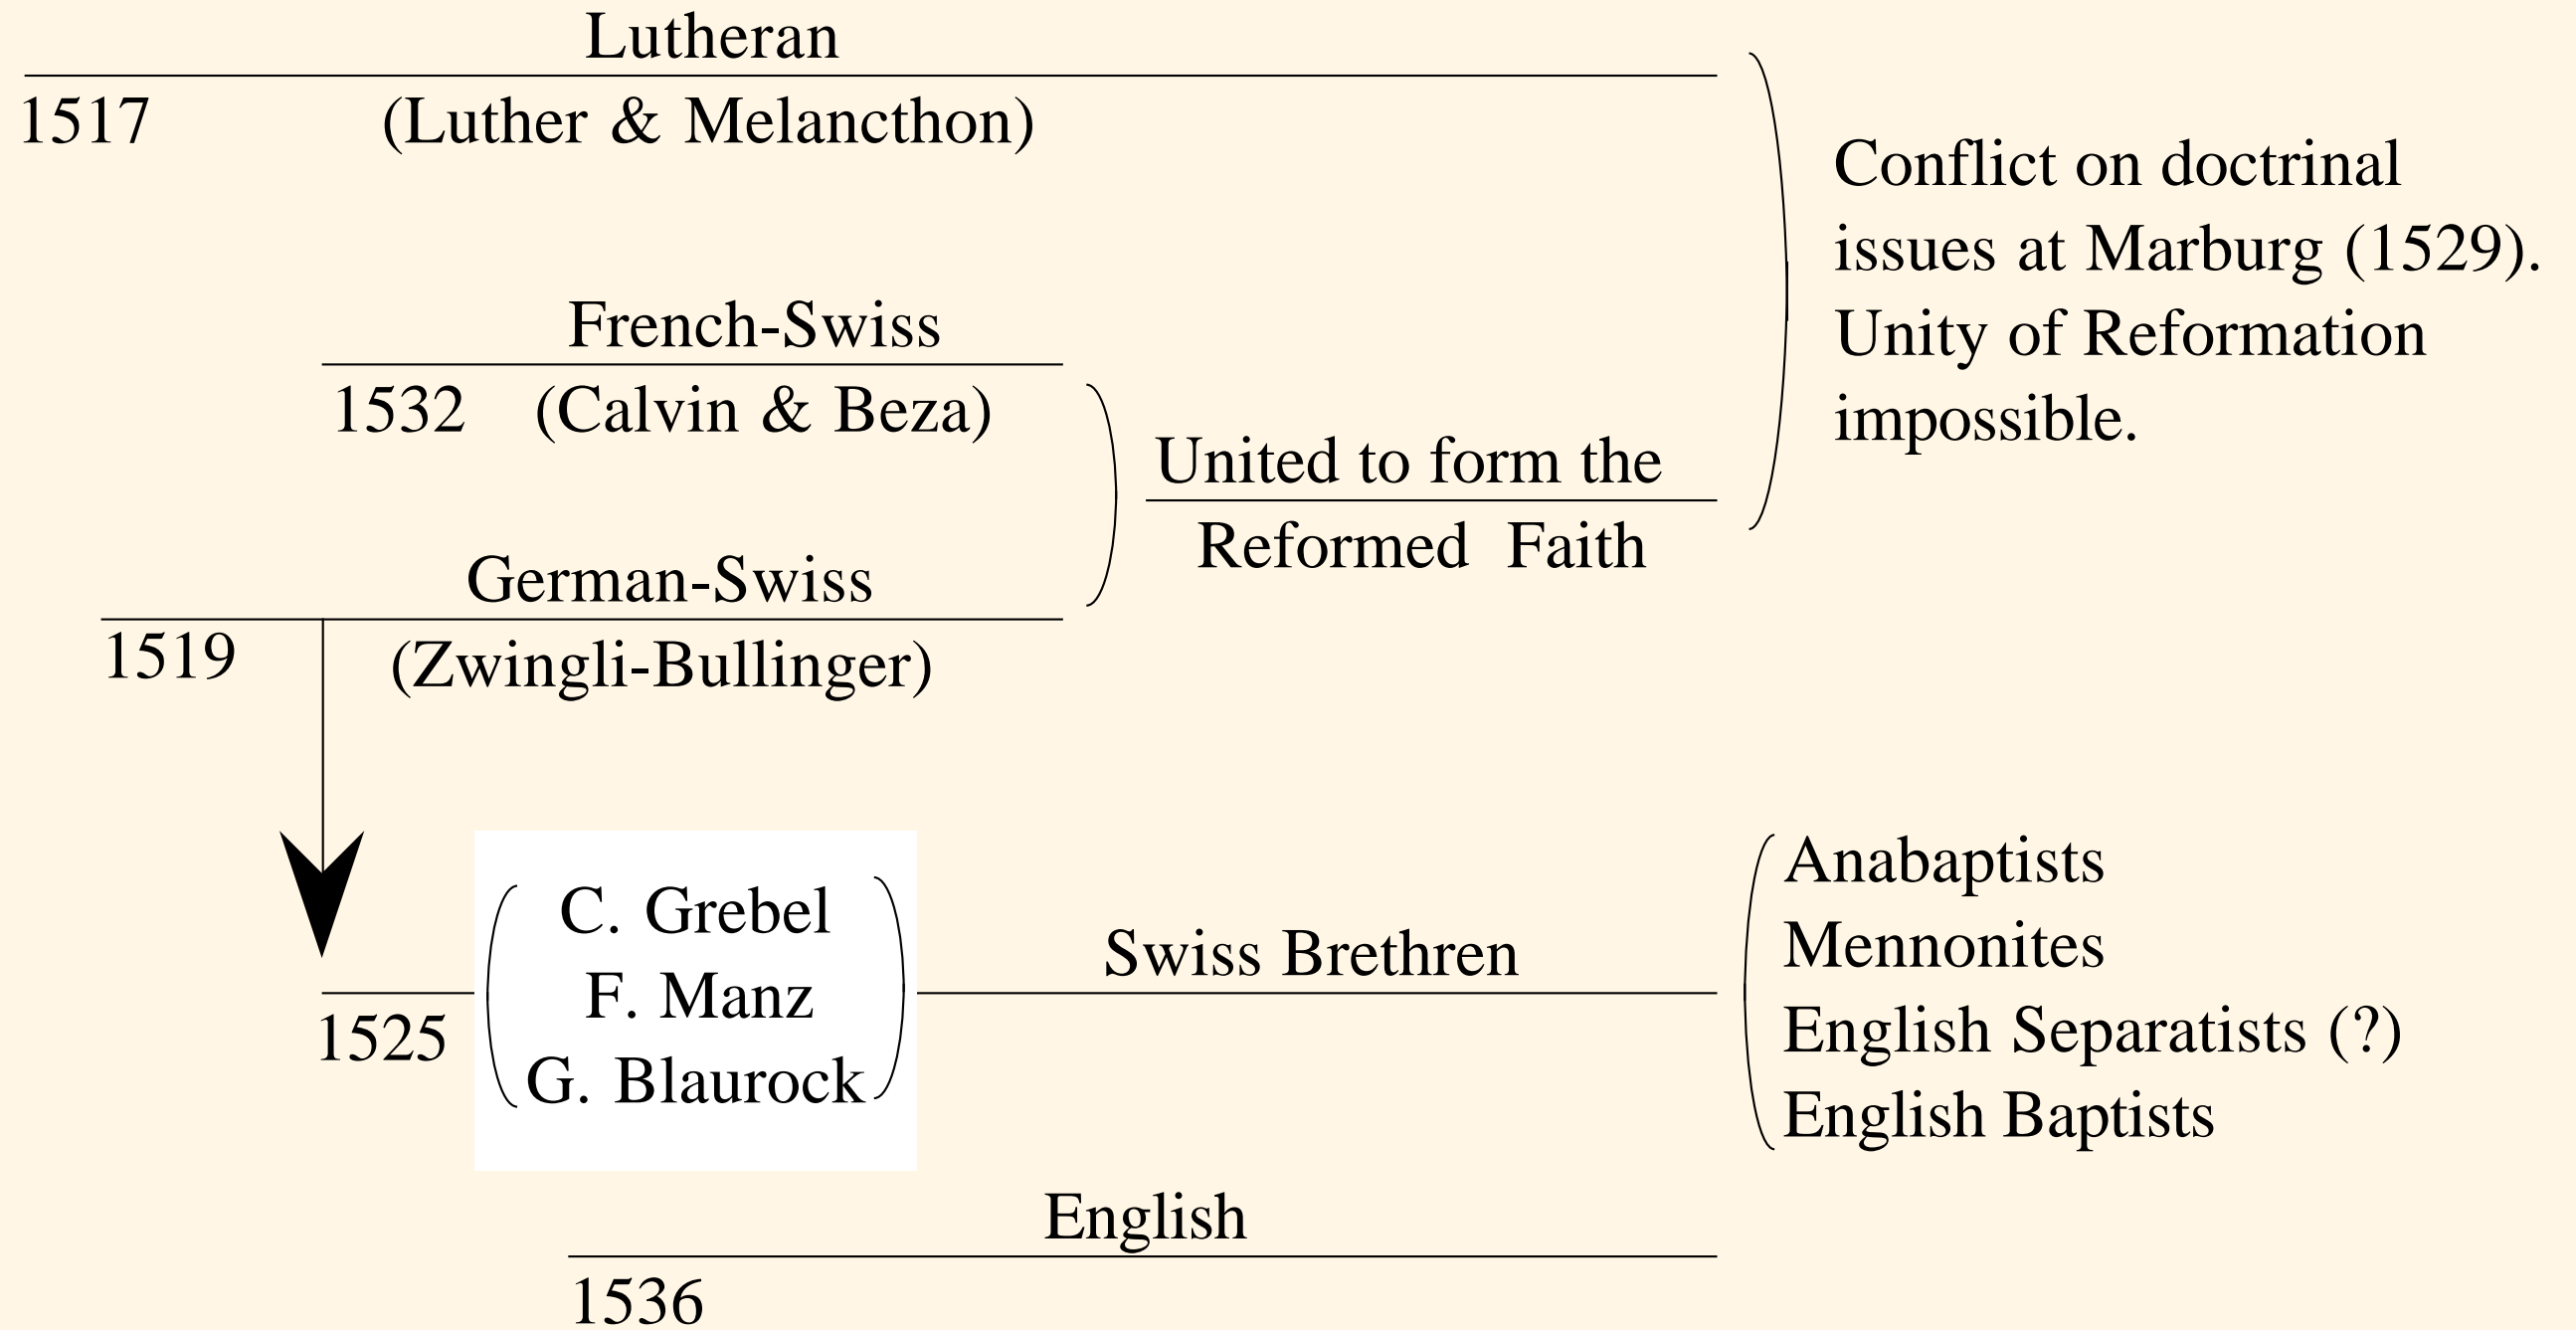 Lutheran
1517 (Luther & Melancthon)
Conflict on doctrinal
issues at Marburg (1529).
Unity of Reformation
impossible.
French-Swiss
1532 (Calvin & Beza)
United to form the
Reformed Faith
German-Swiss
1519 (Zwingli-Bullinger)
C. Grebel
F. Manz
G. Blaurock
1525
Swiss Brethren
Anabaptists
Mennonites
English Separatists (?)
English Baptists
English
1536